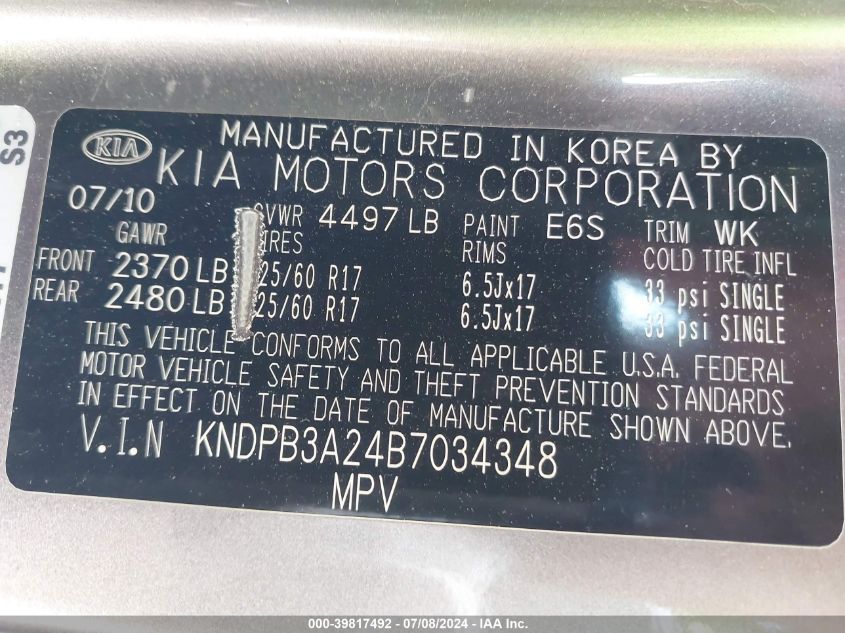 S3
KIA
MANUFACTURED IN KOREA BY
KIA MOTORS CORPORATION
07/10 GVWR 4497 LB PAINT E6S TRIM WK
GAWR TIRES RIMS COLD TIRE INFL
FRONT 2370 LB 25/60 R17 6.5Jx17 33 psi SINGLE
REAR 2480 LB 25/60 R17 6.5Jx17 33 psi SINGLE
THIS VEHICLE CONFORMS TO ALL APPLICABLE U.S.A. FEDERAL
MOTOR VEHICLE SAFETY AND THEFT PREVENTION STANDARDS
IN EFFECT ON THE DATE OF MANUFACTURE SHOWN ABOVE.
V.I.N KNDPB3A24B7034348
MPV
000-39817492 - 07/08/2024 - IAA Inc.